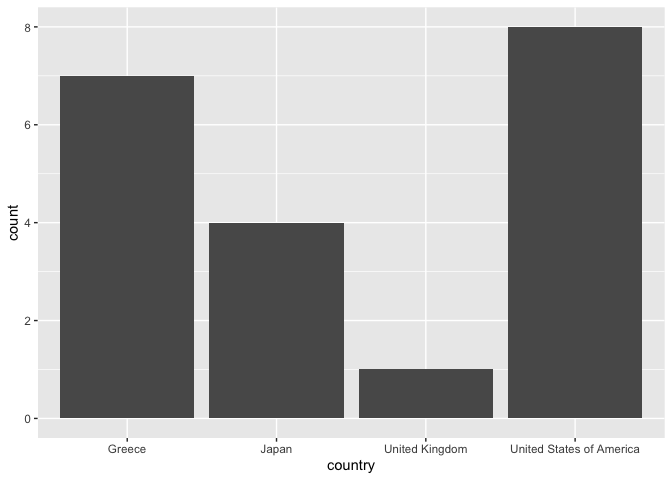 8
6
4
2
0
count
Greece
Japan
United Kingdom
United States of America
country